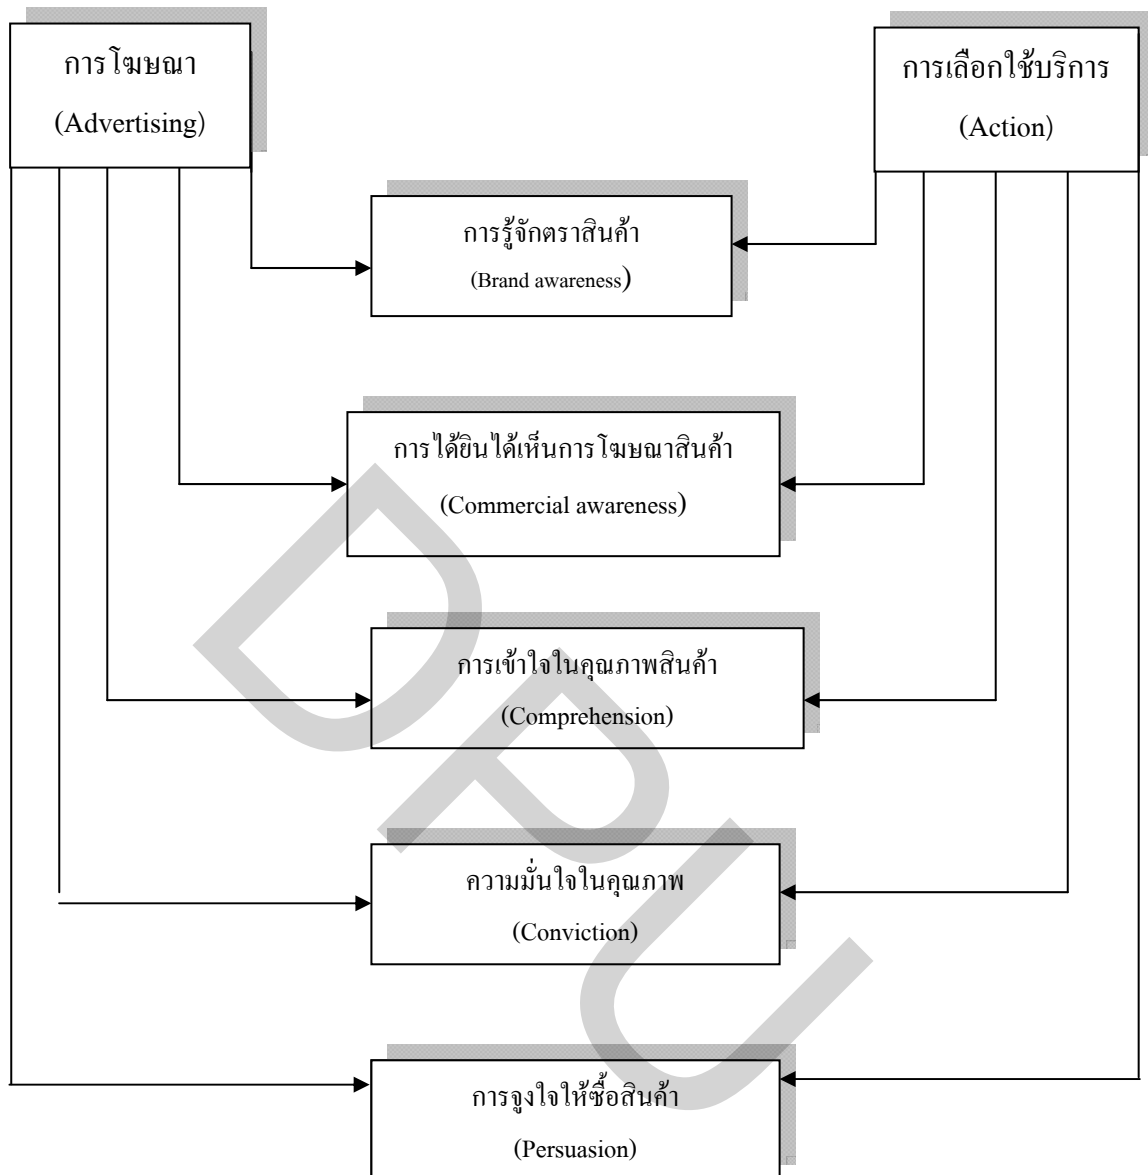 การโฆษณา
(Advertising)
การเลือกใช้บริการ
(Action)
การรู้จักตราสินค้า
(Brand awareness)
การได้ยินได้เห็นการโฆษณาสินค้า
(Commercial awareness)
การเข้าใจในคุณภาพสินค้า
(Comprehension)
ความมั่นใจในคุณภาพ
(Conviction)
การจูงใจให้ซื้อสินค้า
(Persuasion)
DPU